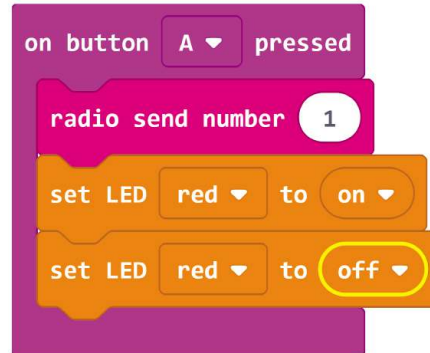 on button A pressed
radio send number 1
set LED red to on
set LED red to off